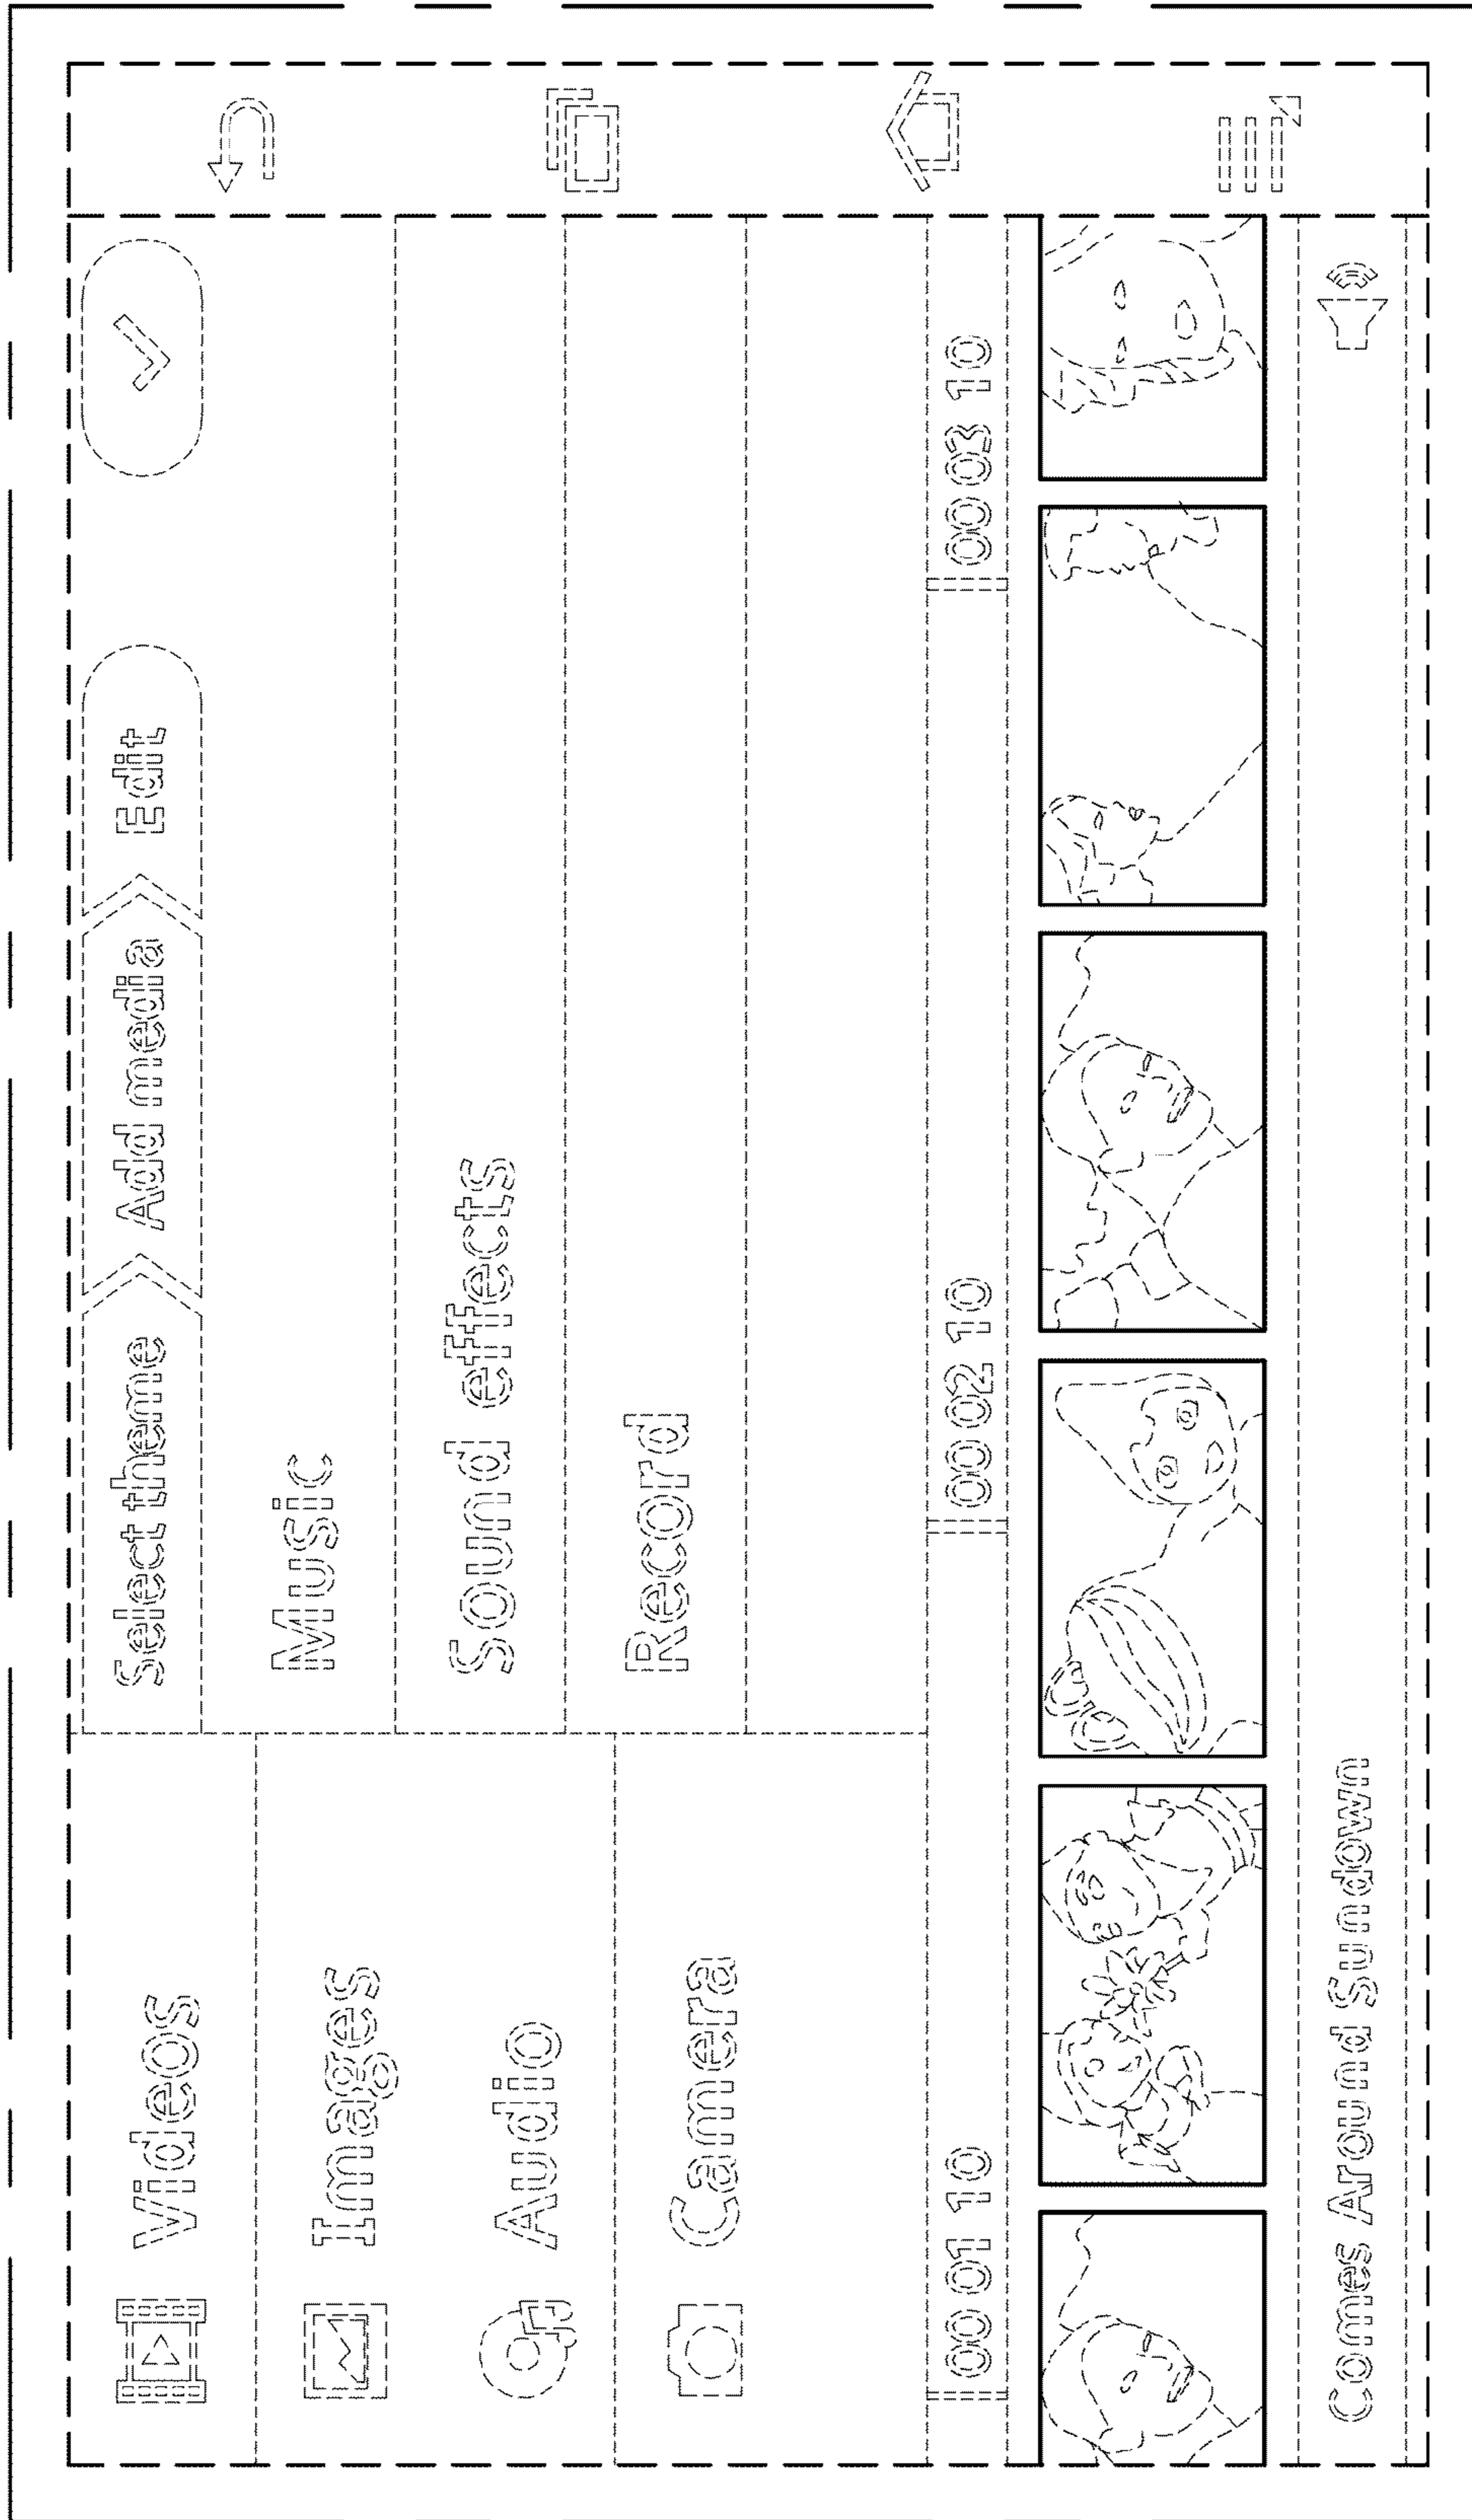 Select theme Add media Edit
Videos
Images
Audio
Camera
Music
Sound effects
Record
00 01 10 00 02 10 00 03 10
Comes Around Sundown